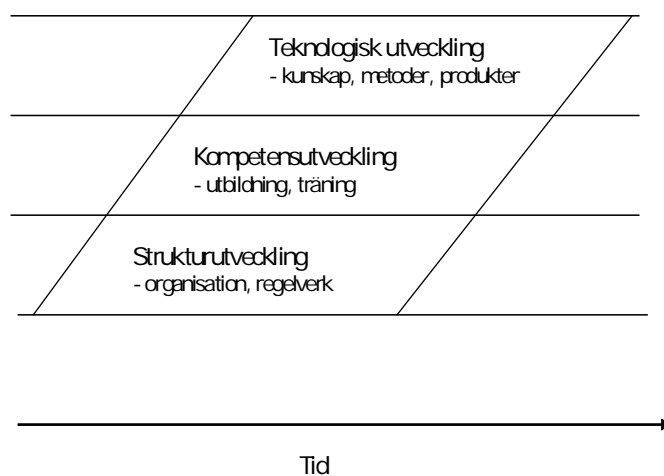 Teknologisk utveckling
- kunskap, metoder, produkter
Kompetensutveckling
- utbildning, träning
Strukturutveckling
- organisation, regelverk
Tid